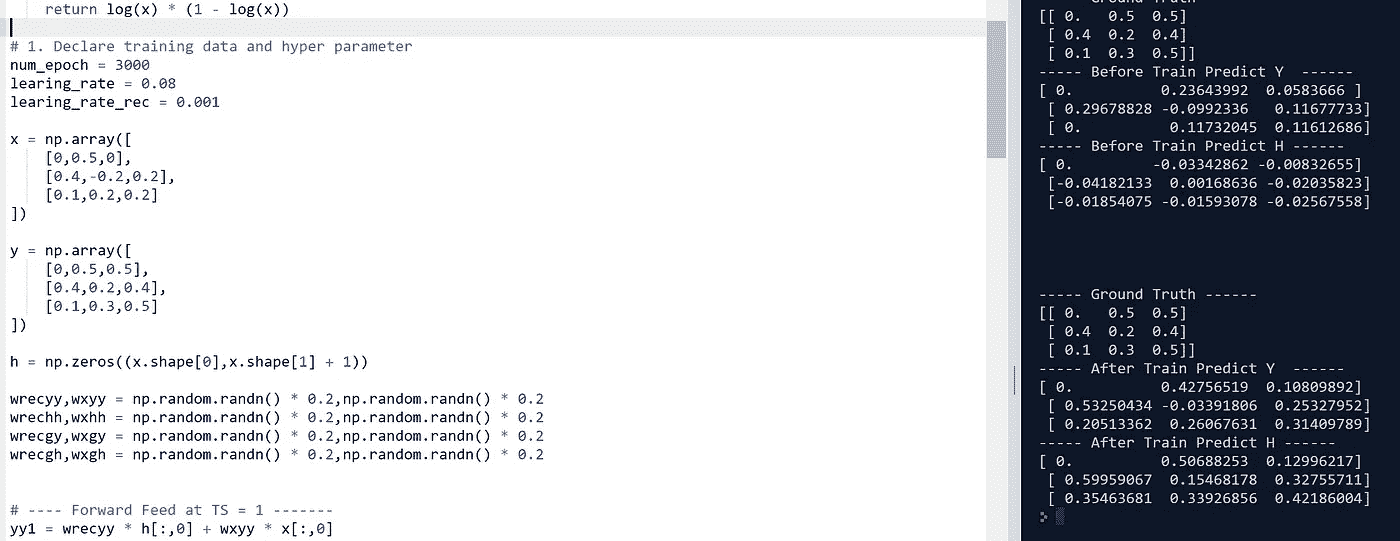 return log(x) * (1 - log(x))
# 1. Declare training data and hyper parameter
num_epoch = 3000
learing_rate = 0.08
learing_rate_rec = 0.001
x = np.array([
[0,0.5,0],
[0.4,-0.2,0.2],
[0.1,0.2,0.2]
])
y = np.array([
[0,0.5,0.5],
[0.4,0.2,0.4],
[0.1,0.3,0.5]
])
h = np.zeros((x.shape[0],x.shape[1] + 1))
wrecyy,wxyy = np.random.randn() * 0.2,np.random.randn() * 0.2
wrechh,wxhh = np.random.randn() * 0.2,np.random.randn() * 0.2
wrecgy,wxgy = np.random.randn() * 0.2,np.random.randn() * 0.2
wrecgh,wxgh = np.random.randn() * 0.2,np.random.randn() * 0.2
# ---- Forward Feed at TS = 1 -------
yy1 = wrecyy * h[:,0] + wxyy * x[:,0]
----- Ground Truth ------
[[ 0. 0.5 0.5]
[ 0.4 0.2 0.4]
[ 0.1 0.3 0.5]]
----- Before Train Predict Y ------
[ 0. 0.23643992 0.0583666 ]
[ 0.29678828 -0.0992336 0.11677733]
[ 0. 0.11732045 0.11612686]
----- Before Train Predict H ------
[ 0. -0.03342862 -0.00832655]
[-0.04182133 0.00168636 -0.02035823]
[-0.01854075 -0.01593078 -0.02567558]
----- Ground Truth ------
[[ 0. 0.5 0.5]
[ 0.4 0.2 0.4]
[ 0.1 0.3 0.5]]
----- After Train Predict Y ------
[ 0. 0.42756519 0.10809892]
[ 0.53250434 -0.03391806 0.25327952]
[ 0.20513362 0.26067631 0.31409789]
----- After Train Predict H ------
[ 0. 0.50688253 0.12996217]
[ 0.59959067 0.15468178 0.32755711]
[ 0.35463681 0.33926856 0.42186004]